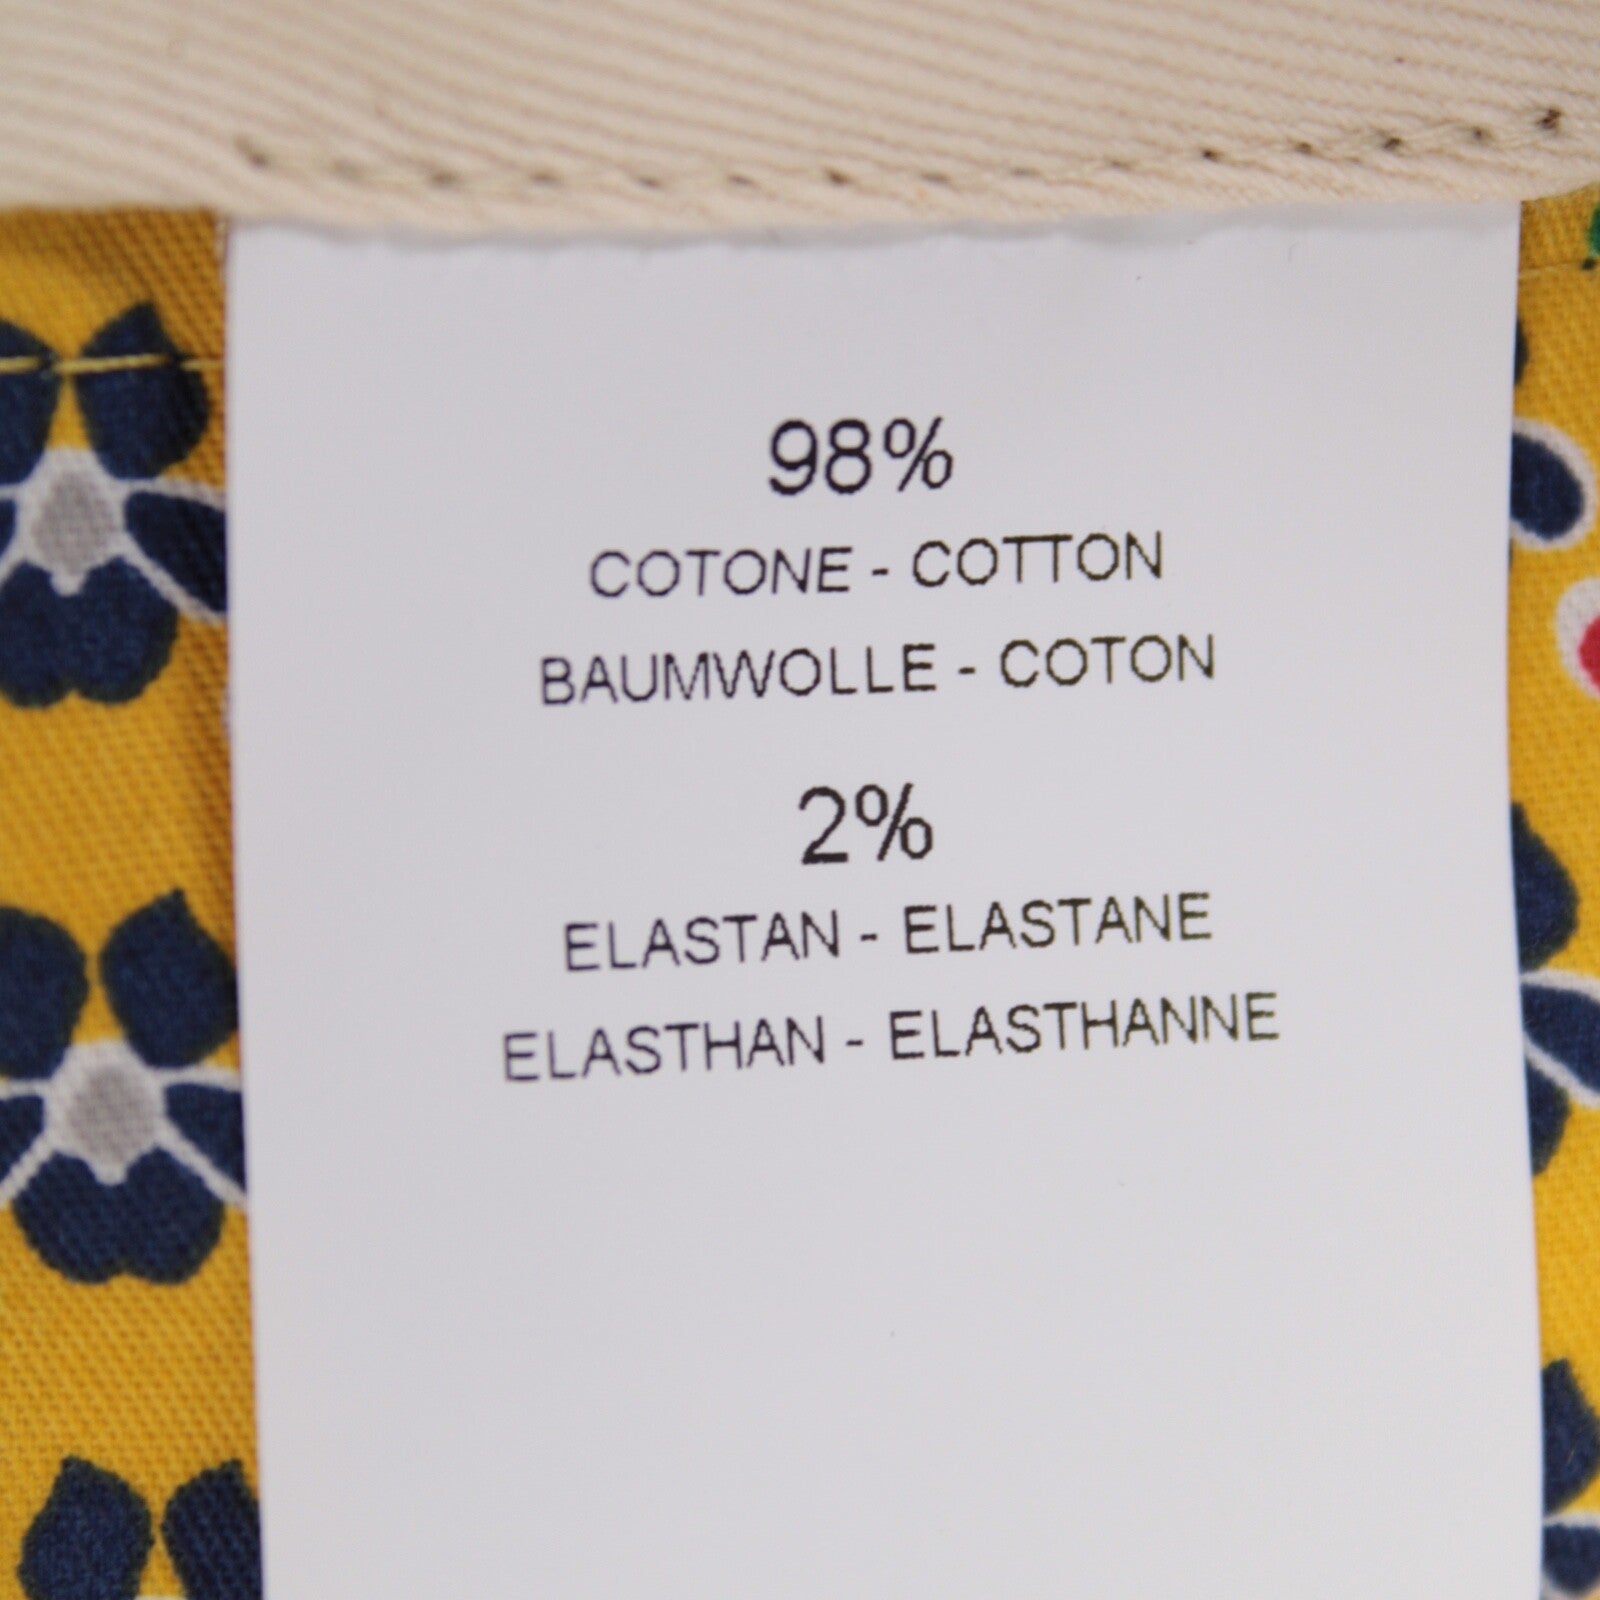 98%
COTONE - COTTON
BAUMWOLLE - COTON
2%
ELASTAN - ELASTANE
ELASTHAN - ELASTHANNE